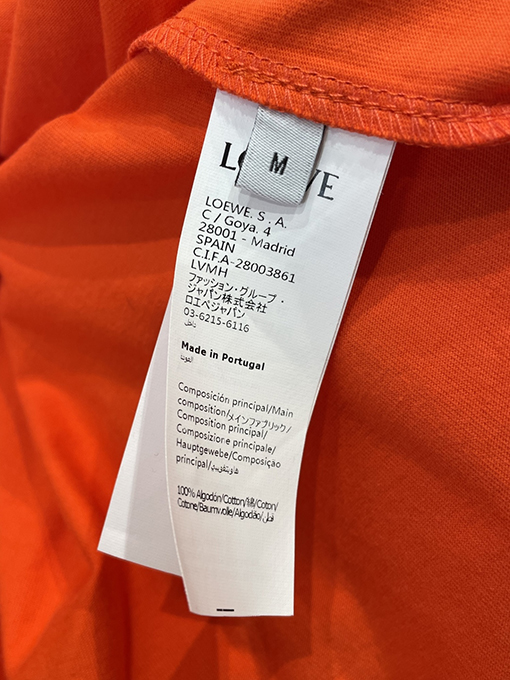 M
LOEWE. S . A.
C / Goya. 4
28001 - Madrid
SPAIN
C.I.F.A-28003861
LVMH
ファッション・グループ・
ジャパン株式会社
ロエベジャパン
03-6215-6116
Made in Portugal
Composición principal/Main
composition/メインファブリック/
Composition principal/
Composizione principale/
Hauptgewebe/Composiçao
principal/
100% Algodón/Cotton/綿/Coton/
Cotone/Baumwolle/Algodão/